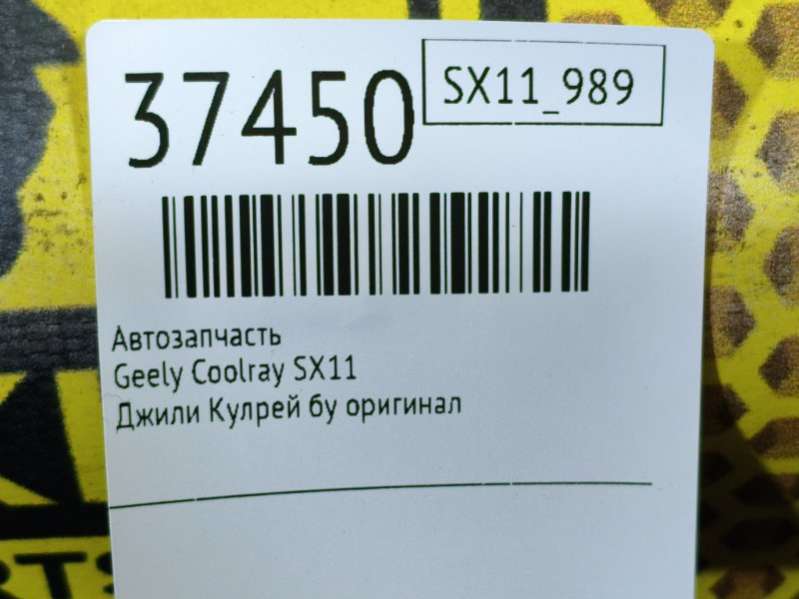 37450
SX11_989
Автозапчасть
Geely Coolray SX11
Джили Кулрей бу оригинал